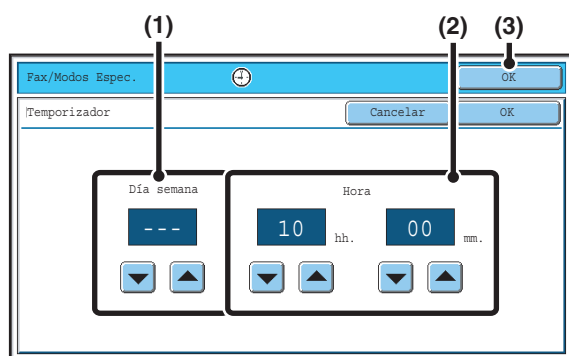 (1) (2) (3)
Fax/Modos Espec. OK
Temporizador Cancelar OK
Día semana Hora
--- 10 hh. 00 mm.